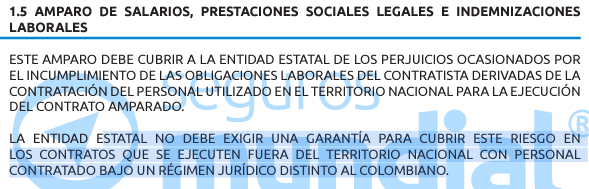 1.5 AMPARO DE SALARIOS, PRESTACIONES SOCIALES LEGALES E INDEMNIZACIONES
LABORALES
ESTE AMPARO DEBE CUBRIR A LA ENTIDAD ESTATAL DE LOS PERJUICIOS OCASIONADOS POR
EL INCUMPLIMIENTO DE LAS OBLIGACIONES LABORALES DEL CONTRATISTA DERIVADAS DE LA
CONTRATACIÓN DEL PERSONAL UTILIZADO EN EL TERRITORIO NACIONAL PARA LA EJECUCIÓN
DEL CONTRATO AMPARADO.
LA ENTIDAD ESTATAL NO DEBE EXIGIR UNA GARANTÍA PARA CUBRIR ESTE RIESGO EN
LOS CONTRATOS QUE SE EJECUTEN FUERA DEL TERRITORIO NACIONAL CON PERSONAL
CONTRATADO BAJO UN RÉGIMEN JURÍDICO DISTINTO AL COLOMBIANO.
seguros
mundial®